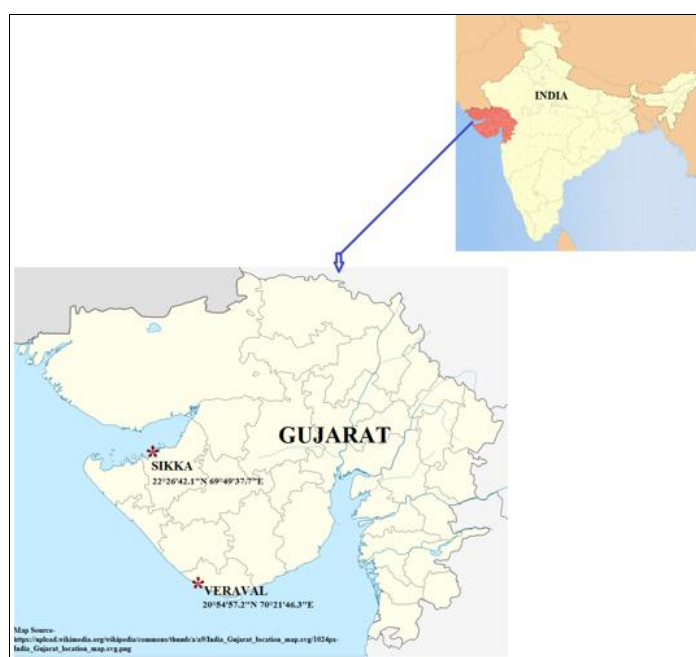 INDIA
GUJARAT
SIKKA
22°26'42.1"N 69°49'37.7"E
VERAVAL
20°54'57.2"N 70°21'46.3"E
Map Source-
https://upload.wikimedia.org/wikipedia/commons/thumb/a/a9/India_Gujarat_location_map.svg/1024px-
India_Gujarat_location_map.svg.png